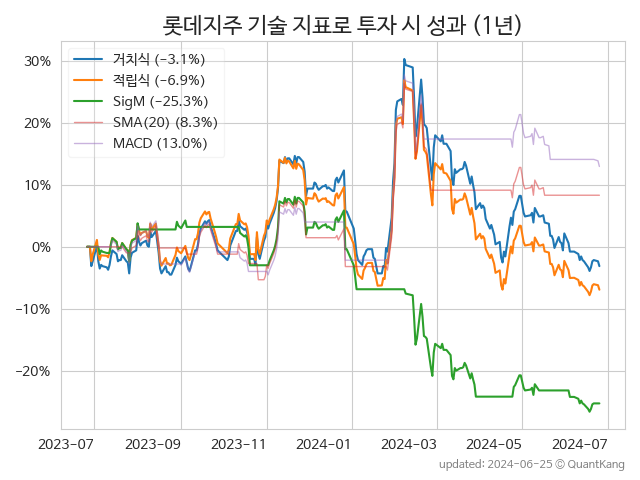 롯데지주 기술 지표로 투자 시 성과 (1년)
거치식 (−3.1%)
적립식 (−6.9%)
SigM (−25.3%)
SMA(20) (8.3%)
MACD (13.0%)
30%
20%
10%
0%
−10%
−20%
2023-07 2023-09 2023-11 2024-01 2024-03 2024-05 2024-07
updated: 2024-06-25 © QuantKang